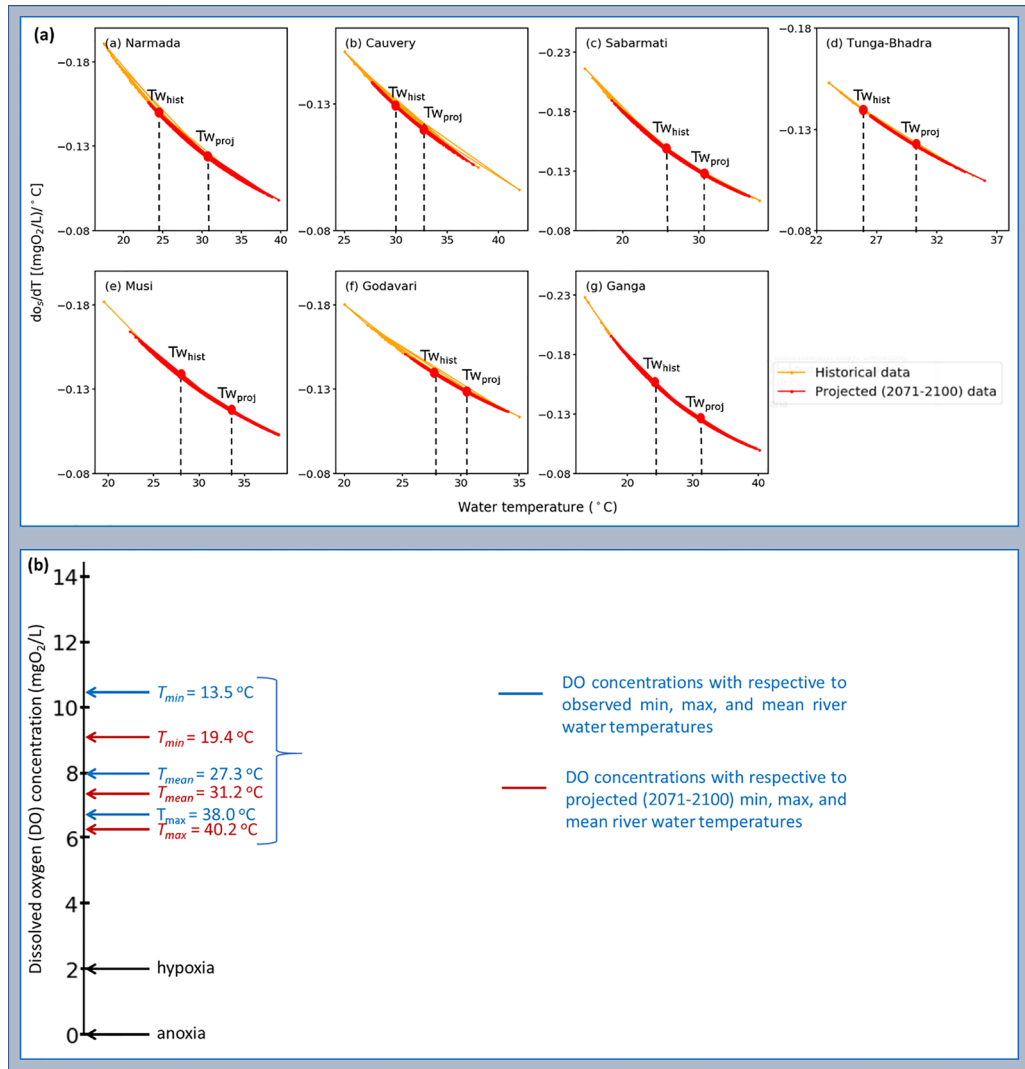 (a)
(a) Narmada
(b) Cauvery
(c) Sabarmati
(d) Tunga-Bhadra
−0.18
−0.13
−0.08
20 25 30 35 40
Tw_hist
Tw_proj
−0.13
−0.08
25 30 35 40
Tw_hist
Tw_proj
−0.23
−0.18
−0.13
−0.08
20 30
Tw_hist
Tw_proj
−0.18
−0.13
−0.08
22 27 32 37
Tw_hist
Tw_proj
do_s/dT [(mgO₂/L)/°C]
(e) Musi
(f) Godavari
(g) Ganga
−0.18
−0.13
−0.08
20 25 30 35
Tw_hist
Tw_proj
−0.18
−0.13
−0.08
20 25 30 35
Tw_hist
Tw_proj
−0.23
−0.18
−0.13
−0.08
20 30 40
Tw_hist
Tw_proj
Historical data
Projected (2071-2100) data
Water temperature (°C)
(b)
Dissolved oxygen (DO) concentration (mgO₂/L)
14
12
10
8
6
4
2
0
T_min = 13.5 ºC
T_min = 19.4 ºC
T_mean = 27.3 ºC
T_mean = 31.2 ºC
T_max = 38.0 ºC
T_max = 40.2 ºC
hypoxia
anoxia
DO concentrations with respective to
observed min, max, and mean river
water temperatures
DO concentrations with respective to
projected (2071-2100) min, max, and
mean river water temperatures